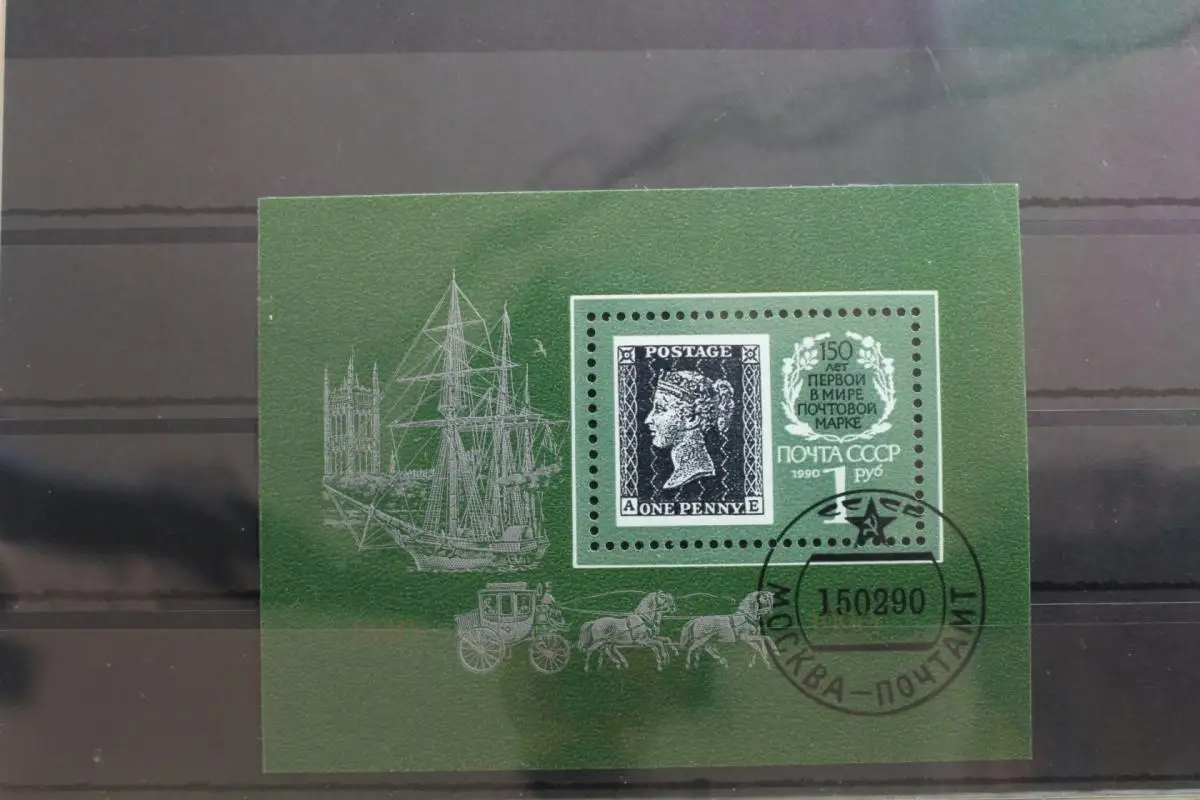 POSTAGE
A ONE PENNY. E
150
ЛЕТ
ПЕРВОЙ
В МИРЕ
ПОЧТОВОЙ
МАРКЕ
ПОЧТА СССР
1990 1 руб
СССР
150290
МОСКВА-ПОЧТАМТ